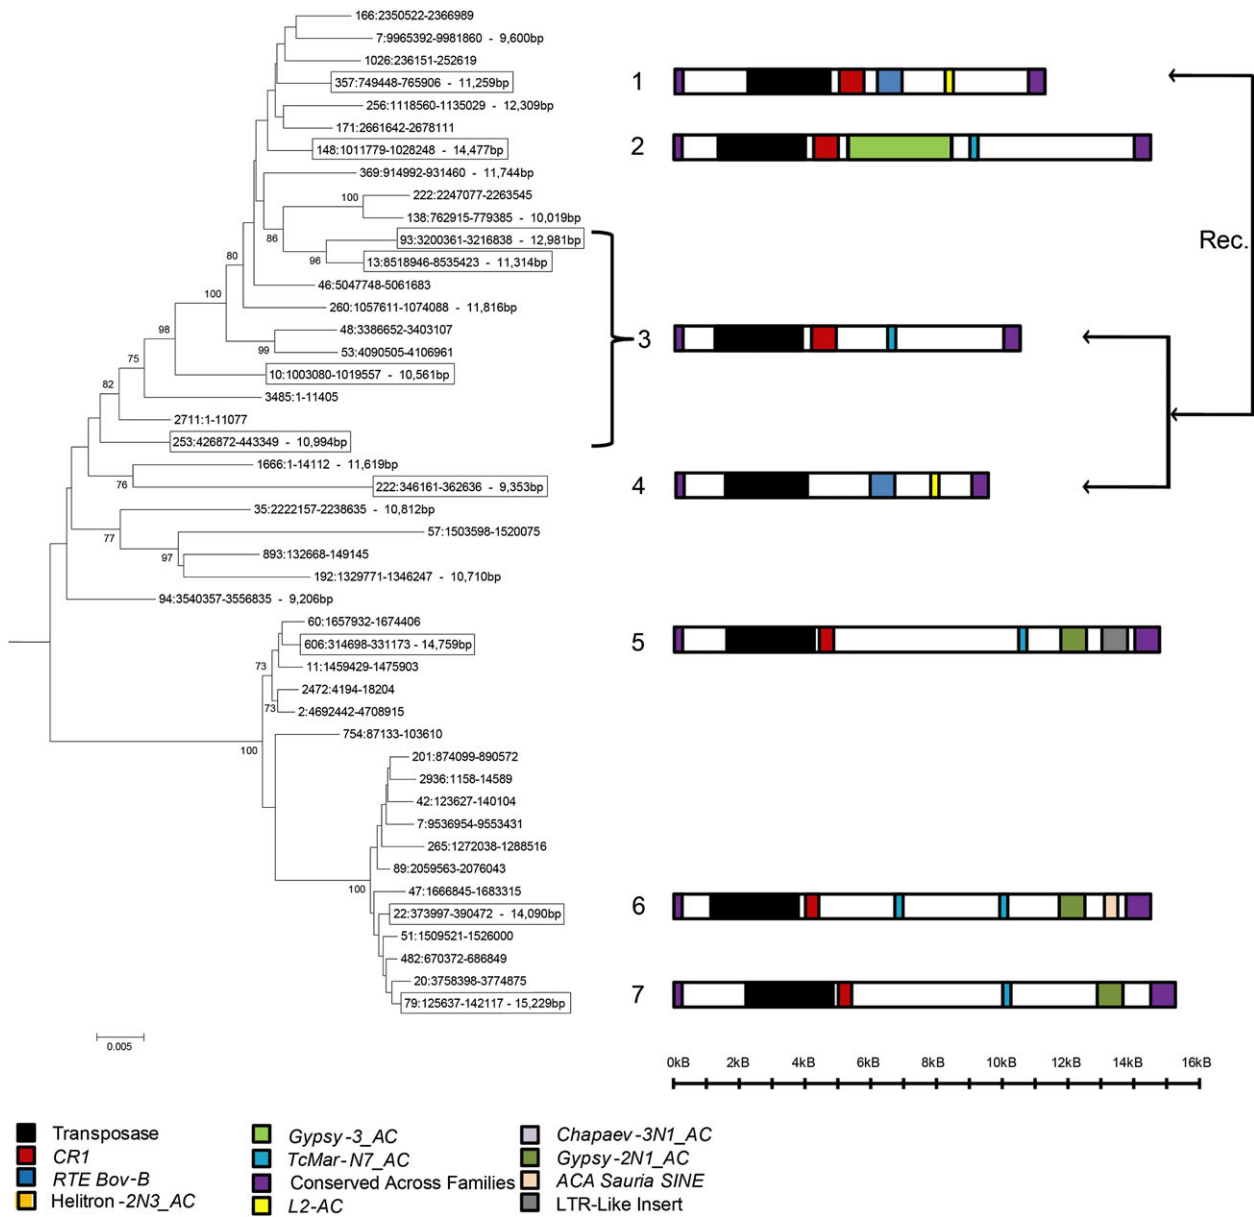 166:2350522-2366989
7:9965392-9981860 - 9,600bp
1026:236151-252619
357:749448-765906 - 11,259bp
256:1118560-1135029 - 12,309bp
171:2661642-2678111
148:1011779-1028248 - 14,477bp
369:914992-931460 - 11,744bp
100
222:2247077-2263545
138:762915-779385 - 10,019bp
86
93:3200361-3216838 - 12,981bp
96
13:8518946-8535423 - 11,314bp
80
46:5047748-5061683
100
260:1057611-1074088 - 11,816bp
98
48:3386652-3403107
99
53:4090505-4106961
75
10:1003080-1019557 - 10,561bp
82
3485:1-11405
2711:1-11077
253:426872-443349 - 10,994bp
1666:1-14112 - 11,619bp
76
222:346161-362636 - 9,353bp
35:2222157-2238635 - 10,812bp
77
57:1503598-1520075
97
893:132668-149145
192:1329771-1346247 - 10,710bp
94:3540357-3556835 - 9,206bp
60:1657932-1674406
606:314698-331173 - 14,759bp
73
11:1459429-1475903
2472:4194-18204
73
2:4692442-4708915
100
754:87133-103610
201:874099-890572
2936:1158-14589
42:123627-140104
7:9536954-9553431
265:1272038-1288516
89:2059563-2076043
100
47:1666845-1683315
22:373997-390472 - 14,090bp
51:1509521-1526000
482:670372-686849
20:3758398-3774875
79:125637-142117 - 15,229bp
0.005
1
2
3
4
5
6
7
Rec.
0kB 2kB 4kB 6kB 8kB 10kB 12kB 14kB 16kB
Transposase
CR1
RTE Bov-B
Helitron-2N3_AC
Gypsy-3_AC
TcMar-N7_AC
Conserved Across Families
L2-AC
Chapaev-3N1_AC
Gypsy-2N1_AC
ACA Sauria SINE
LTR-Like Insert